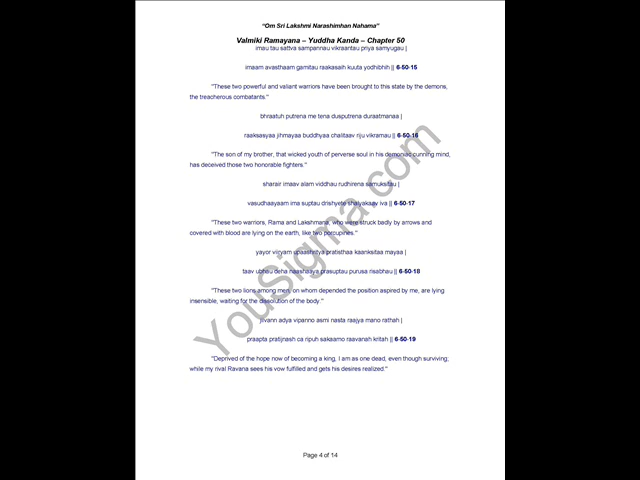 “Om Sri Lakshmi Narashimhan Nahama”
Valmiki Ramayana – Yuddha Kanda – Chapter 50
imau tau sattva sampannau vikraantau priya samyugau |
imaam avasthaam gamitau raakasaih kuuta yodhibhih || 6-50-15
"These two powerful and valiant warriors have been brought to this state by the demons,
the treacherous combatants."
bhraatuh putrena me tena dusputrena duraatmanaa |
raaksasyaa jihmayaa buddhyaa chalitaav riju vikramau || 6-50-16
"The son of my brother, that wicked youth of perverse soul in his demoniac cunning mind,
has deceived those two honorable fighters."
sharair imaav alam viddhau rudhirena samuksitau |
vasudhaayaam ima suptau drishyete shalyakaav iva || 6-50-17
"These two warriors, Rama and Lakshmana, who were struck badly by arrows and
covered with blood are lying on the earth, like two porcupines."
yayor viiryam upaashritya pratisthaa kaanksitaa mayaa |
taav ubhau deha naashaaya prasuptau purusa risabhau || 6-50-18
"These two lions among men, on whom depended the position aspired by me, are lying
insensible, waiting for the dissolution of the body."
jiivann adya vipanno asmi nasta raajya mano rathah |
praapta pratijnash ca ripuh sakaamo raavanah kritah || 6-50-19
"Deprived of the hope now of becoming a king, I am as one dead, even though surviving;
while my rival Ravana sees his vow fulfilled and gets his desires realized."
YouSigma.com
Page 4 of 14